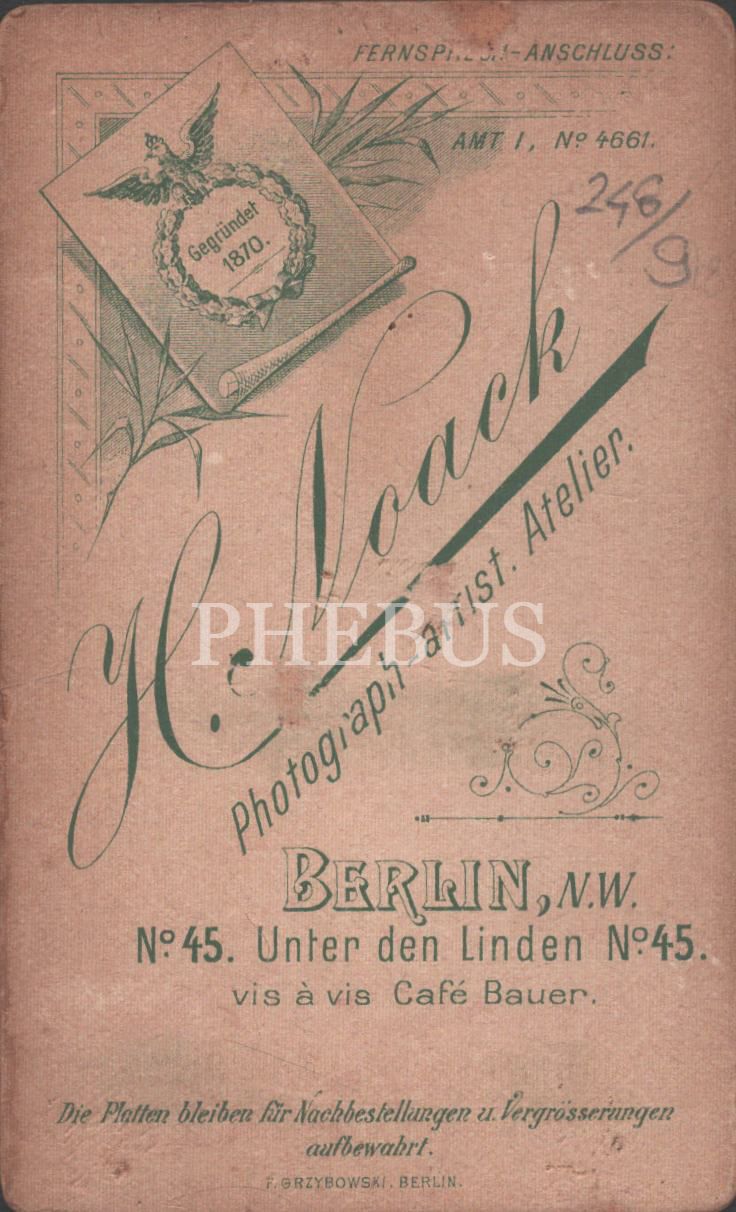 FERNSPRECH-ANSCHLUSS:
AMT I, No 4661.
Gegründet
1870.
246/
H. Noack
Photograph-artist. Atelier.
PHEBUS
BERLIN, N.W.
No 45. Unter den Linden No 45.
vis à vis Café Bauer.
Die Platten bleiben für Nachbestellungen u. Vergrösserungen
aufbewahrt.
F. GRZYBOWSKI. BERLIN.